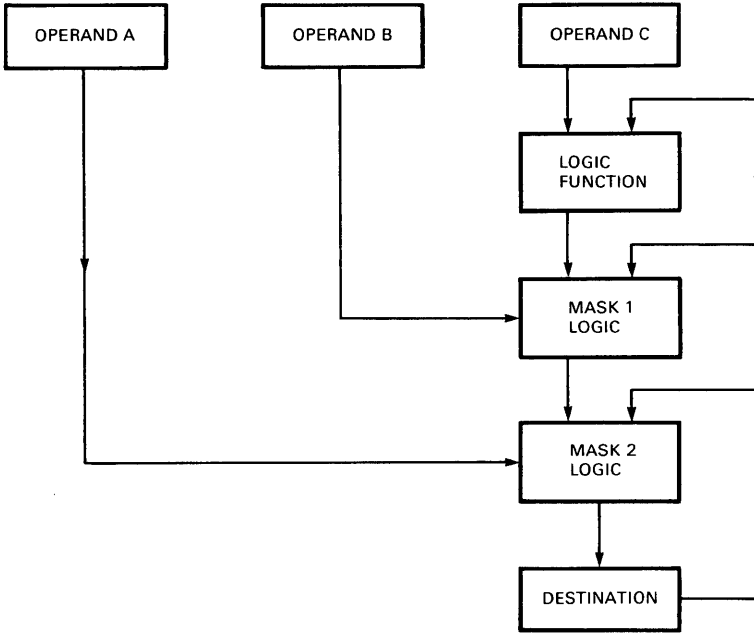 OPERAND A
OPERAND B
OPERAND C
LOGIC
FUNCTION
MASK 1
LOGIC
MASK 2
LOGIC
DESTINATION